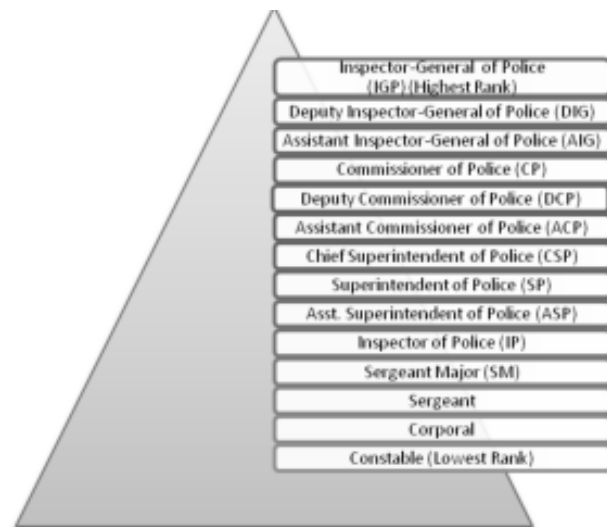 Inspector-General of Police
(IGP)(Highest Rank)
Deputy Inspector-General of Police (DIG)
Assistant Inspector-General of Police (AIG)
Commissioner of Police (CP)
Deputy Commissioner of Police (DCP)
Assistant Commissioner of Police (ACP)
Chief Superintendent of Police (CSP)
Superintendent of Police (SP)
Asst. Superintendent of Police (ASP)
Inspector of Police (IP)
Sergeant Major (SM)
Sergeant
Corporal
Constable (Lowest Rank)